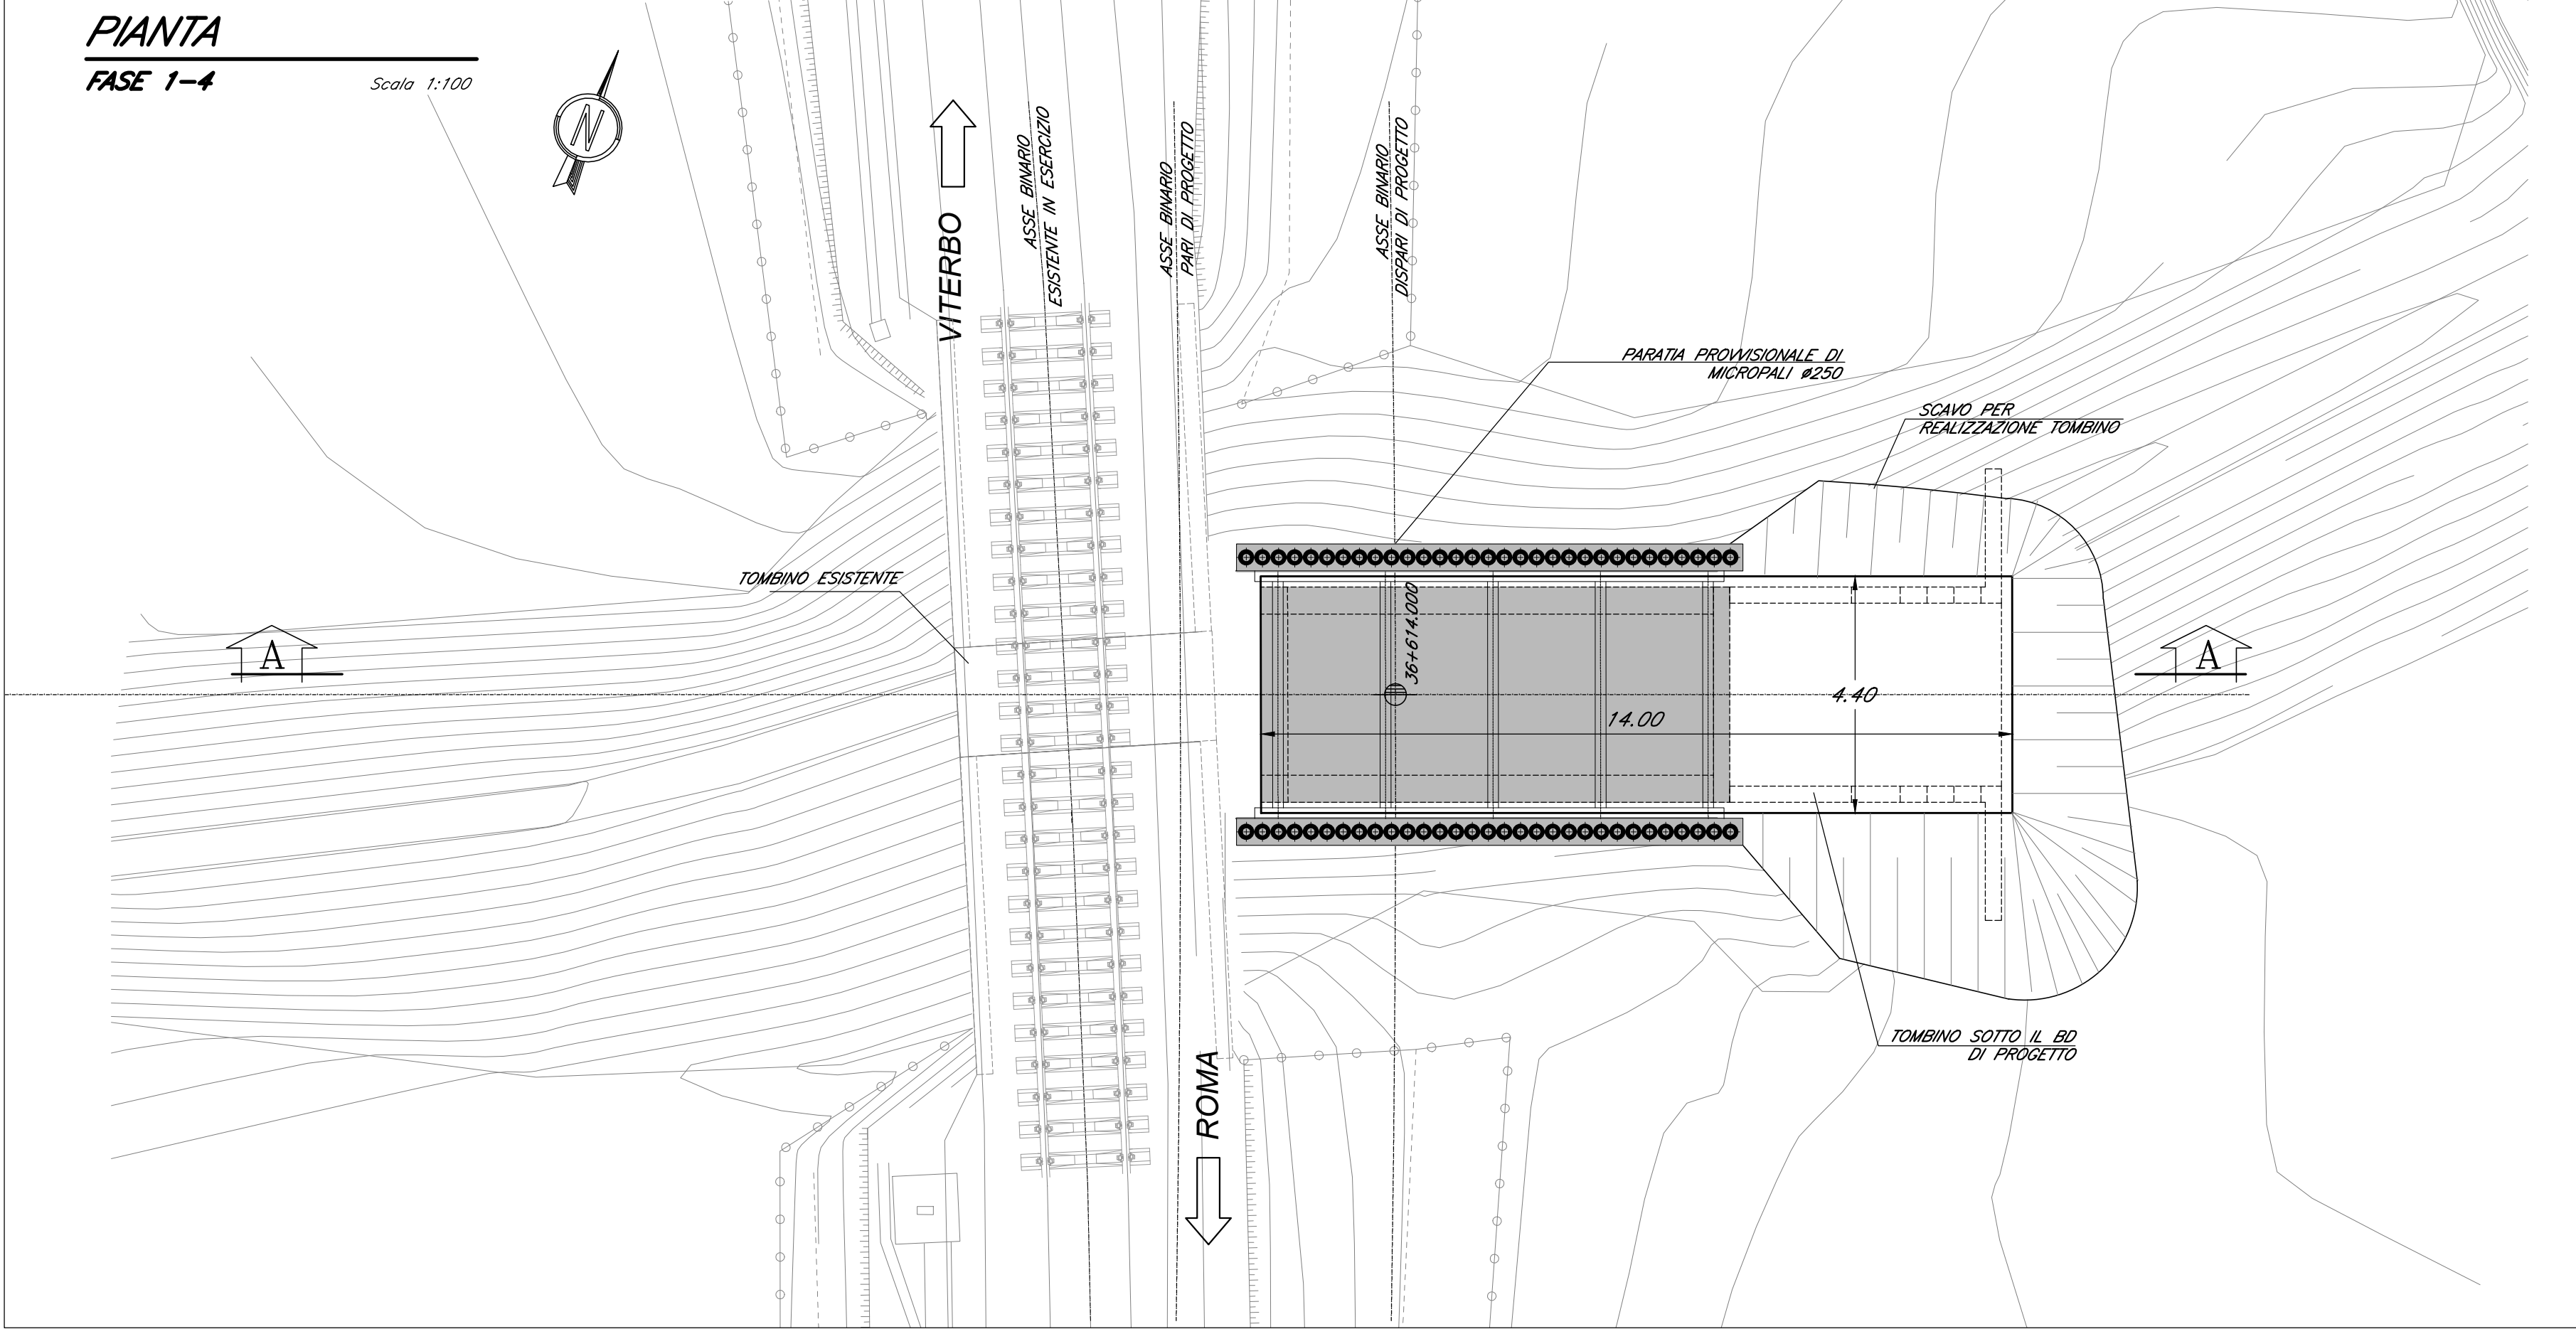 PIANTA
FASE 1-4
Scala 1:100
N
VITERBO
ASSE BINARIO
ESISTENTE IN ESERCIZIO
ASSE BINARIO
PARI DI PROGETTO
ASSE BINARIO
DISPARI DI PROGETTO
PARATIA PROVVISIONALE DI
MICROPALI Ø250
SCAVO PER
REALIZZAZIONE TOMBINO
TOMBINO ESISTENTE
36+614.000
A
A
4.40
14.00
TOMBINO SOTTO IL BD
DI PROGETTO
ROMA